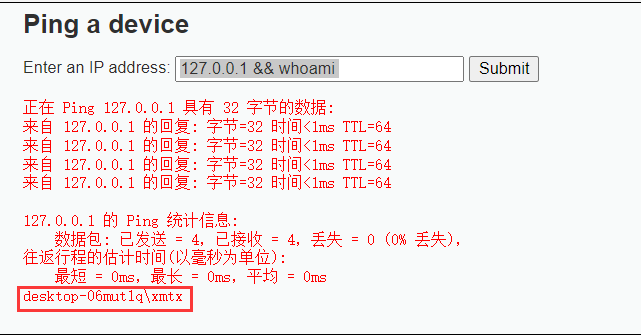 Ping a device
Enter an IP address: 127.0.0.1 && whoami Submit
正在 Ping 127.0.0.1 具有 32 字节的数据:
来自 127.0.0.1 的回复: 字节=32 时间<1ms TTL=64
来自 127.0.0.1 的回复: 字节=32 时间<1ms TTL=64
来自 127.0.0.1 的回复: 字节=32 时间<1ms TTL=64
来自 127.0.0.1 的回复: 字节=32 时间<1ms TTL=64
127.0.0.1 的 Ping 统计信息:
数据包: 已发送 = 4，已接收 = 4，丢失 = 0 (0% 丢失)，
往返行程的估计时间(以毫秒为单位):
最短 = 0ms，最长 = 0ms，平均 = 0ms
desktop-06mut1q\xmtx